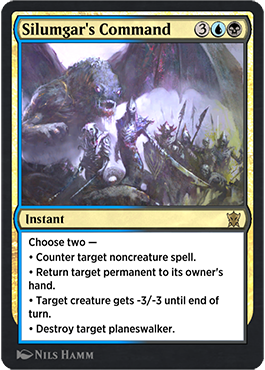 Silumgar's Command 3
Instant
Choose two —
• Counter target noncreature spell.
• Return target permanent to its owner's
hand.
• Target creature gets -3/-3 until end of
turn.
• Destroy target planeswalker.
Nils Hamm